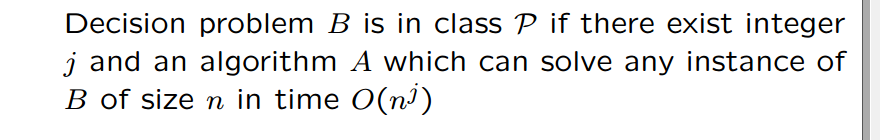 Decision problem B is in class P if there exist integer
j and an algorithm A which can solve any instance of
B of size n in time O(n^j)